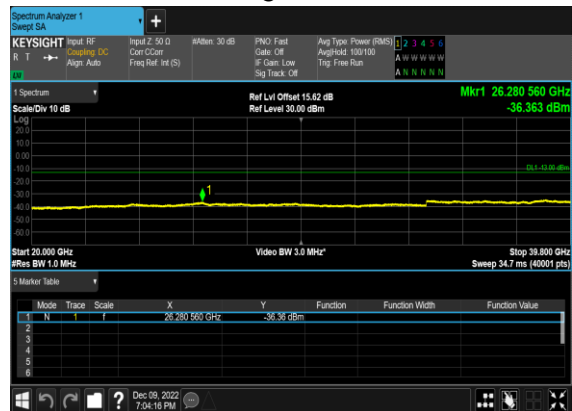 Spectrum Analyzer 1
Swept SA
+
KEYSIGHT Input: RF Input Z: 50 Ω #Atten: 30 dB PNO: Fast Avg Type: Power (RMS) 1 2 3 4 5 6
R T Coupling: DC Corr CCorr Gate: Off Avg|Hold: 100/100 A W W W W W
Align: Auto Freq Ref: Int (S) IF Gain: Low Trig: Free Run
Sig Track: Off A N N N N N
LXI
1 Spectrum Ref Lvl Offset 15.62 dB Mkr1 26.280 560 GHz
Scale/Div 10 dB Ref Level 30.00 dBm -36.363 dBm
Log
20.0
10.0
0.00
-10.0 DL1 -13.00 dBm
-20.0
-30.0 1
-40.0
-50.0
-60.0
Start 20.000 GHz Video BW 3.0 MHz* Stop 39.800 GHz
#Res BW 1.0 MHz Sweep 34.7 ms (40001 pts)
5 Marker Table
Mode Trace Scale X Y Function Function Width Function Value
1 N 1 f 26.280 560 GHz -36.36 dBm
2
3
4
5
6
? Dec 09, 2022
7:04:16 PM